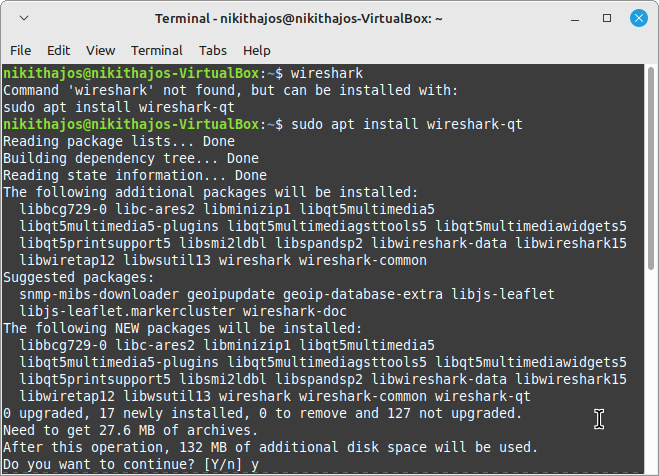 Terminal - nikithajos@nikithajos-VirtualBox: ~
File Edit View Terminal Tabs Help
nikithajos@nikithajos-VirtualBox:~$ wireshark
Command 'wireshark' not found, but can be installed with:
sudo apt install wireshark-qt
nikithajos@nikithajos-VirtualBox:~$ sudo apt install wireshark-qt
Reading package lists... Done
Building dependency tree... Done
Reading state information... Done
The following additional packages will be installed:
  libbcg729-0 libc-ares2 libminizip1 libqt5multimedia5
  libqt5multimedia5-plugins libqt5multimediagsttools5 libqt5multimediawidgets5
  libqt5printsupport5 libsmi2ldbl libspandsp2 libwireshark-data libwireshark15
  libwiretap12 libwsutil13 wireshark wireshark-common
Suggested packages:
  snmp-mibs-downloader geoipupdate geoip-database-extra libjs-leaflet
  libjs-leaflet.markercluster wireshark-doc
The following NEW packages will be installed:
  libbcg729-0 libc-ares2 libminizip1 libqt5multimedia5
  libqt5multimedia5-plugins libqt5multimediagsttools5 libqt5multimediawidgets5
  libqt5printsupport5 libsmi2ldbl libspandsp2 libwireshark-data libwireshark15
  libwiretap12 libwsutil13 wireshark wireshark-common wireshark-qt
0 upgraded, 17 newly installed, 0 to remove and 127 not upgraded.
Need to get 27.6 MB of archives.
After this operation, 132 MB of additional disk space will be used.
Do you want to continue? [Y/n] y